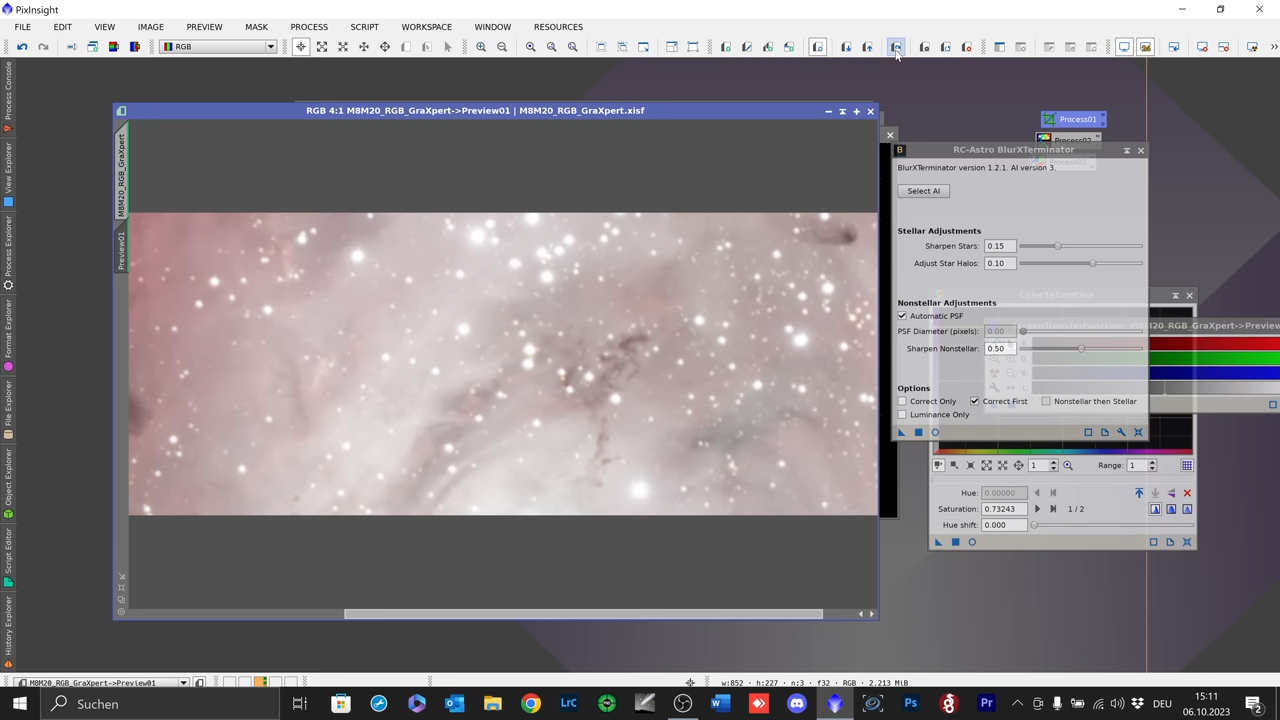 PixInsight
FILE EDIT VIEW IMAGE PREVIEW MASK PROCESS SCRIPT WORKSPACE WINDOW RESOURCES
RGB
Process Console
View Explorer
Process Explorer
Format Explorer
File Explorer
Object Explorer
Script Editor
History Explorer
RGB 4:1 M8M20_RGB_GraXpert->Preview01 | M8M20_RGB_GraXpert.xisf
M8M20_RGB_GraXpert
Preview01
Process01
RC-Astro BlurXTerminator
BlurXTerminator version 1.2.1. AI version 3.
Select AI
Stellar Adjustments
Sharpen Stars: 0.15
Adjust Star Halos: 0.10
Nonstellar Adjustments
Automatic PSF
PSF Diameter (pixels): 0.00
Sharpen Nonstellar: 0.50
Options
Correct Only Correct First Nonstellar then Stellar
Luminance Only
ColorSaturation
1 Range: 1
Hue: 0.00000
Saturation: 0.73243 1 / 2
Hue shift: 0.000
M8M20_RGB_GraXpert->Preview01
w:852 · h:227 · n:3 · f32 · RGB · 2.213 MiB
Suchen
LrC
Ps
Pr
DEU
15:11
06.10.2023
2